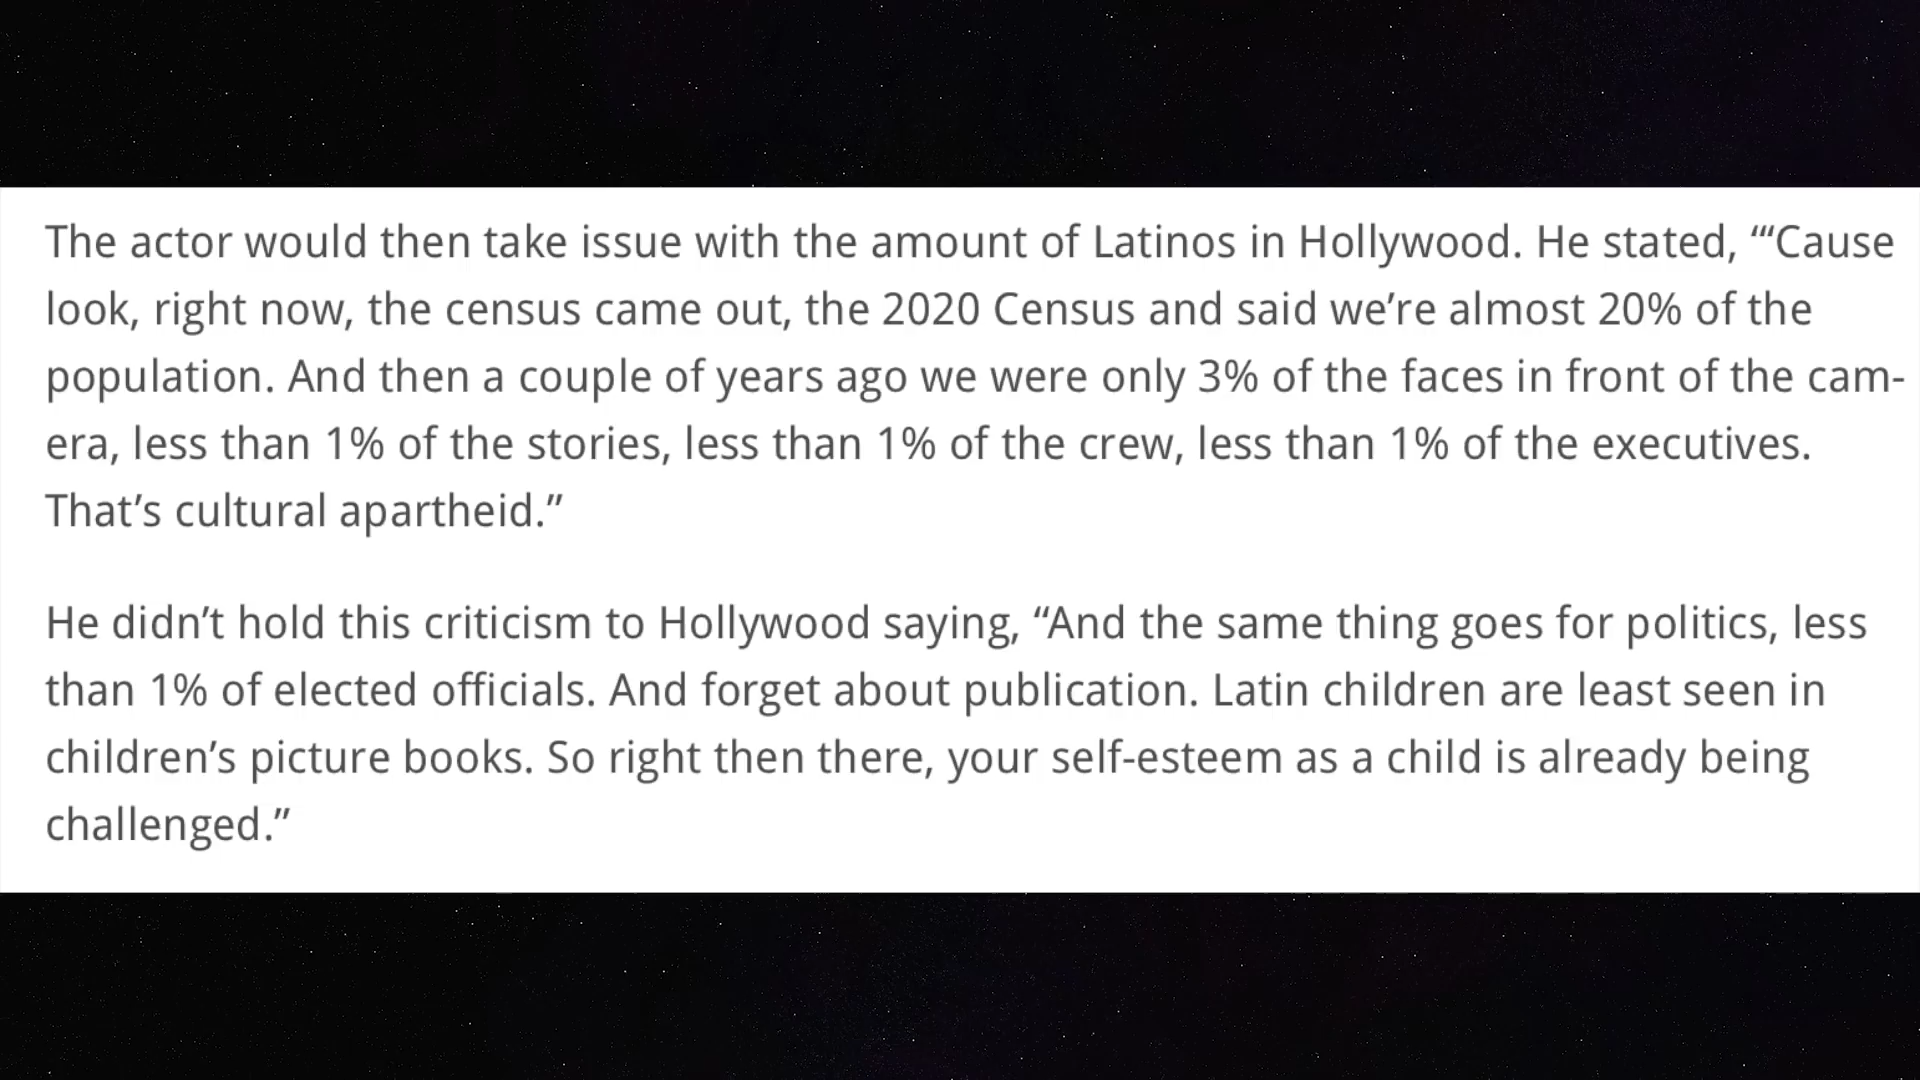 The actor would then take issue with the amount of Latinos in Hollywood. He stated, “‘Cause
look, right now, the census came out, the 2020 Census and said we’re almost 20% of the
population. And then a couple of years ago we were only 3% of the faces in front of the cam-
era, less than 1% of the stories, less than 1% of the crew, less than 1% of the executives.
That’s cultural apartheid.”
He didn’t hold this criticism to Hollywood saying, “And the same thing goes for politics, less
than 1% of elected officials. And forget about publication. Latin children are least seen in
children’s picture books. So right then there, your self-esteem as a child is already being
challenged.”